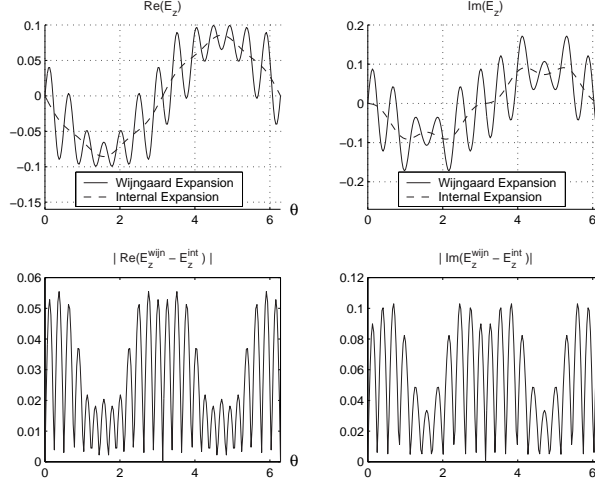 Re(E_z)
0.1
0.05
0
−0.05
−0.1
−0.15
Wijngaard Expansion
Internal Expansion
0 2 4 6 θ
Im(E_z)
0.2
0.1
0
−0.1
−0.2
Wijngaard Expansion
Internal Expansion
0 2 4 6
| Re(E_z^wijn − E_z^int ) |
0.06
0.05
0.04
0.03
0.02
0.01
0
0 2 4 6 θ
| Im(E_z^wijn − E_z^int )|
0.12
0.1
0.08
0.06
0.04
0.02
0
0 2 4 6